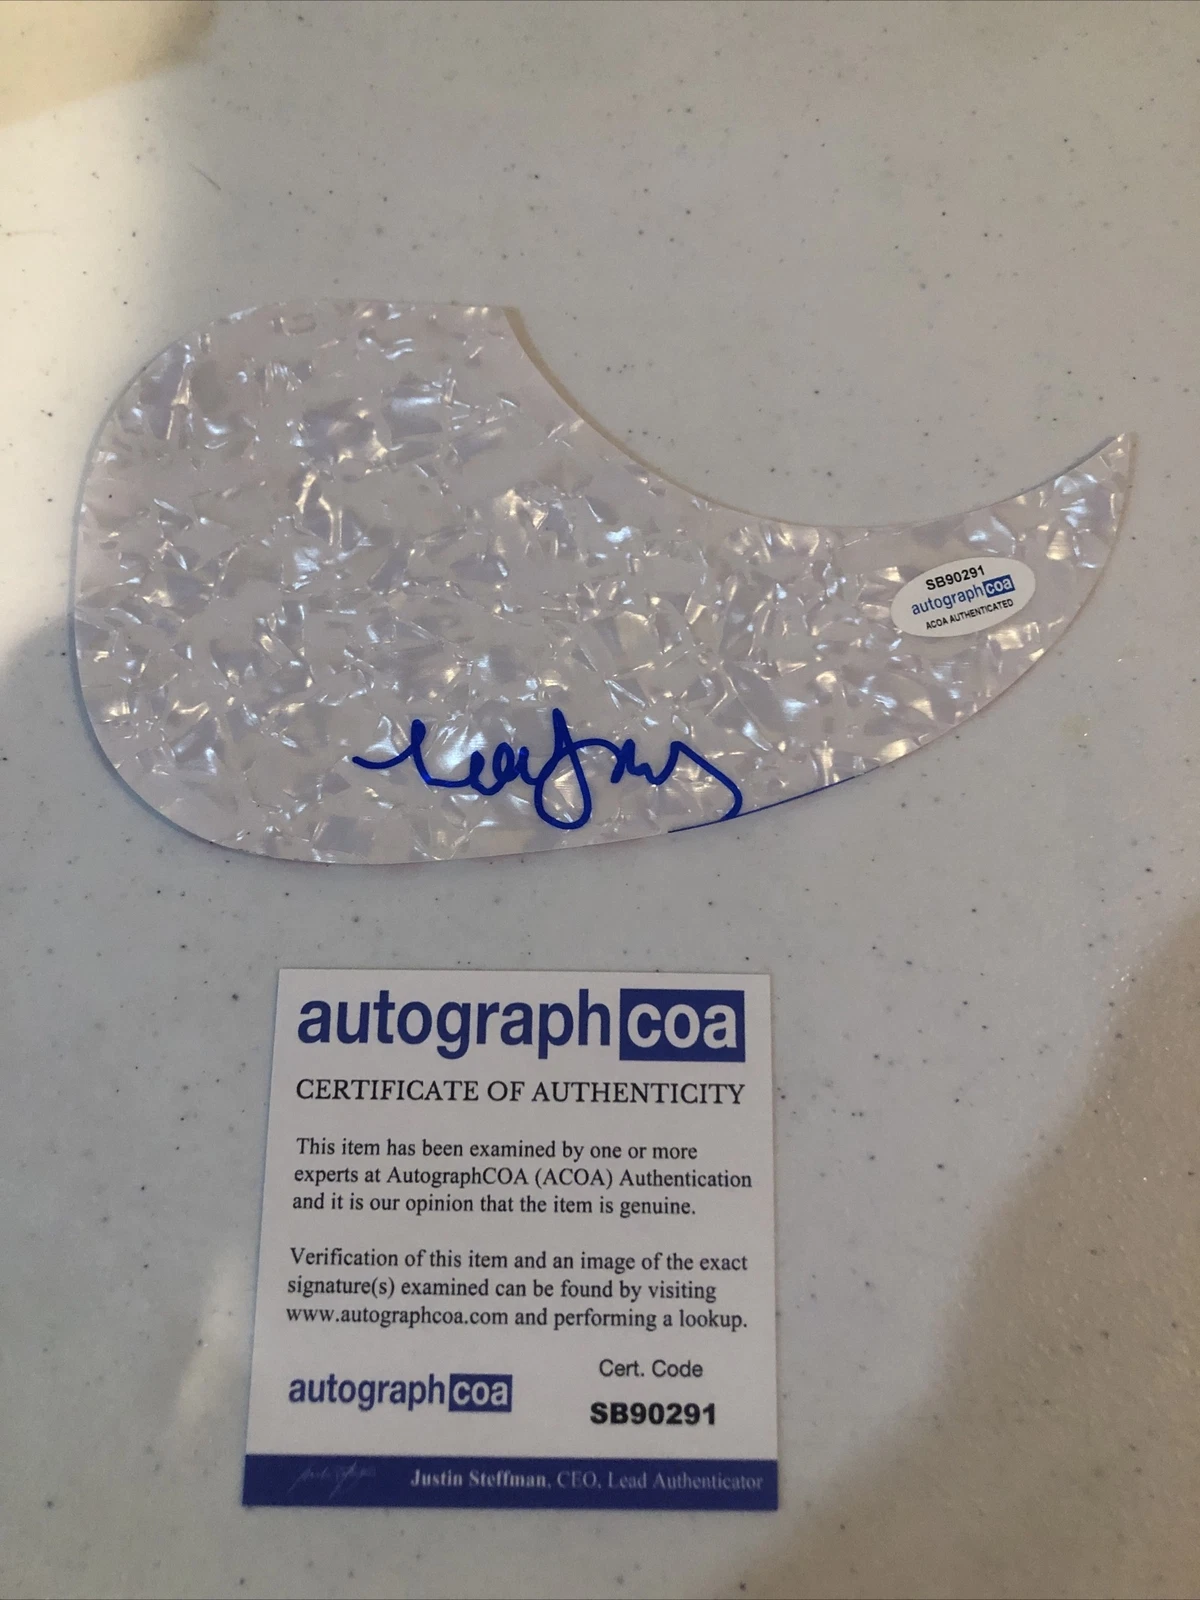 SB90291
autographcoa
ACOA AUTHENTICATED
autographcoa
CERTIFICATE OF AUTHENTICITY
This item has been examined by one or more
experts at AutographCOA (ACOA) Authentication
and it is our opinion that the item is genuine.
Verification of this item and an image of the exact
signature(s) examined can be found by visiting
www.autographcoa.com and performing a lookup.
autographcoa
Cert. Code
SB90291
Justin Steffman, CEO, Lead Authenticator